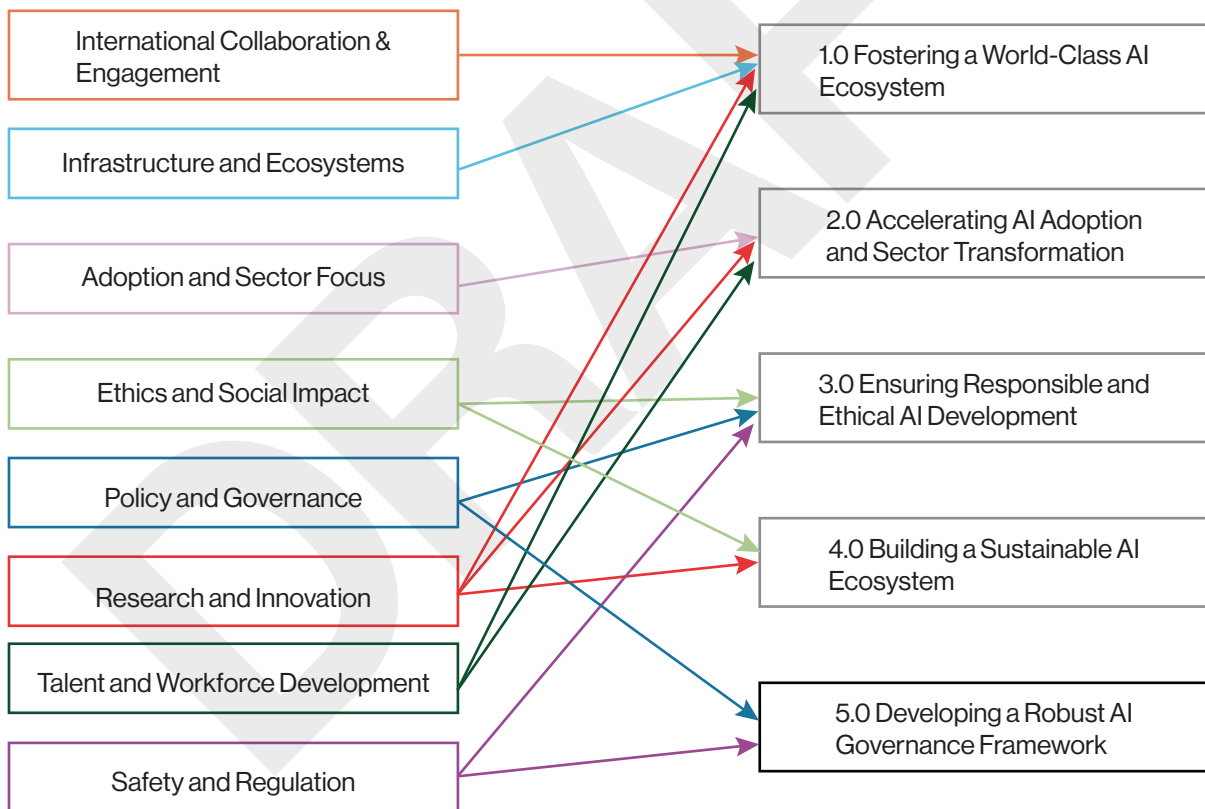 International Collaboration &
Engagement
Infrastructure and Ecosystems
Adoption and Sector Focus
Ethics and Social Impact
Policy and Governance
Research and Innovation
Talent and Workforce Development
Safety and Regulation
1.0 Fostering a World-Class AI
Ecosystem
2.0 Accelerating AI Adoption
and Sector Transformation
3.0 Ensuring Responsible and
Ethical AI Development
4.0 Building a Sustainable AI
Ecosystem
5.0 Developing a Robust AI
Governance Framework
DRA